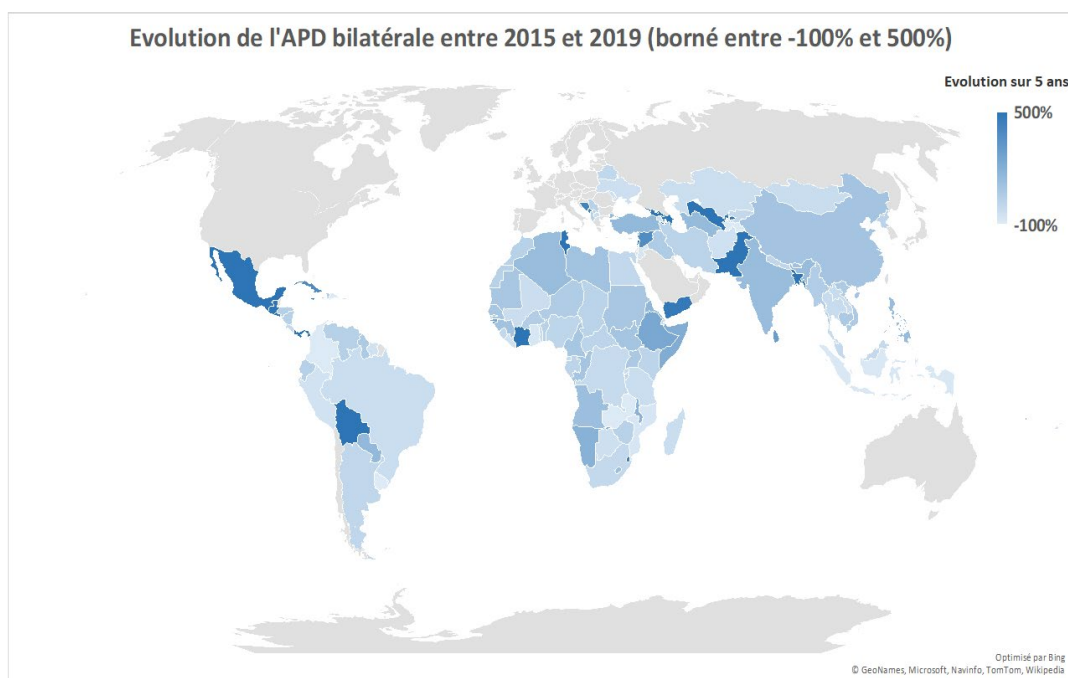 Evolution de l'APD bilatérale entre 2015 et 2019 (borné entre -100% et 500%)
Evolution sur 5 ans
500%
-100%
Optimisé par Bing
© GeoNames, Microsoft, Navinfo, TomTom, Wikipedia